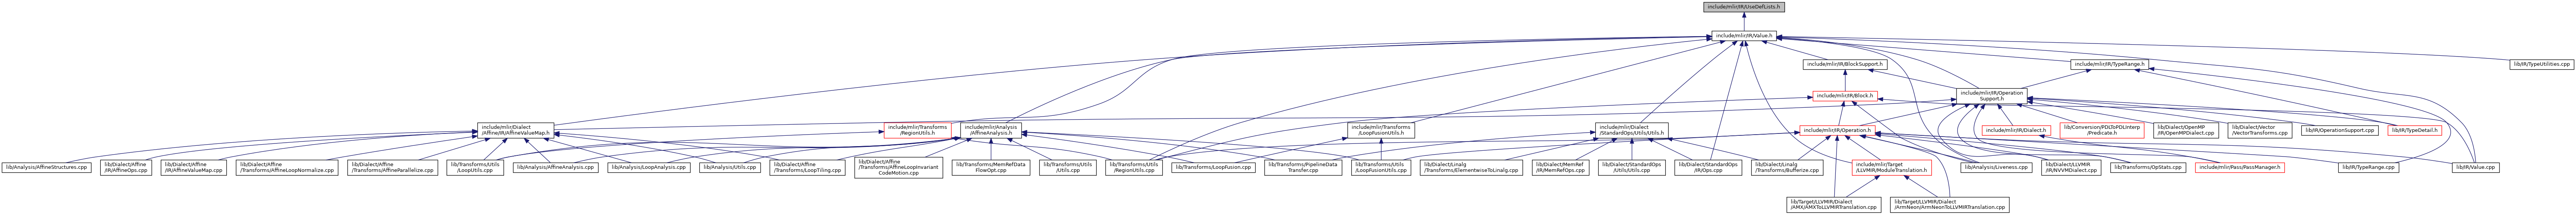 include/mlir/IR/UseDefLists.h
include/mlir/IR/Value.h
include/mlir/IR/BlockSupport.h
include/mlir/IR/TypeRange.h
lib/IR/TypeUtilities.cpp
include/mlir/IR/Block.h
include/mlir/IR/Operation
Support.h
include/mlir/Dialect
/Affine/IR/AffineValueMap.h
include/mlir/Transforms
/RegionUtils.h
include/mlir/Analysis
/AffineAnalysis.h
include/mlir/Transforms
/LoopFusionUtils.h
include/mlir/Dialect
/StandardOps/Utils/Utils.h
include/mlir/IR/Operation.h
include/mlir/IR/Dialect.h
lib/Conversion/PDLToPDLInterp
/Predicate.h
lib/Dialect/OpenMP
/IR/OpenMPDialect.cpp
lib/Dialect/Vector
/VectorTransforms.cpp
lib/IR/OperationSupport.cpp
lib/IR/TypeDetail.h
lib/Analysis/AffineStructures.cpp
lib/Dialect/Affine
/IR/AffineOps.cpp
lib/Dialect/Affine
/IR/AffineValueMap.cpp
lib/Dialect/Affine
/Transforms/AffineLoopNormalize.cpp
lib/Dialect/Affine
/Transforms/AffineParallelize.cpp
lib/Transforms/Utils
/LoopUtils.cpp
lib/Analysis/AffineAnalysis.cpp
lib/Analysis/LoopAnalysis.cpp
lib/Analysis/Utils.cpp
lib/Dialect/Affine
/Transforms/LoopTiling.cpp
lib/Dialect/Affine
/Transforms/AffineLoopInvariant
CodeMotion.cpp
lib/Transforms/MemRefData
FlowOpt.cpp
lib/Transforms/Utils
/Utils.cpp
lib/Transforms/Utils
/RegionUtils.cpp
lib/Transforms/LoopFusion.cpp
lib/Transforms/PipelineData
Transfer.cpp
lib/Transforms/Utils
/LoopFusionUtils.cpp
lib/Dialect/Linalg
/Transforms/ElementwiseToLinalg.cpp
lib/Dialect/MemRef
/IR/MemRefOps.cpp
lib/Dialect/StandardOps
/Utils/Utils.cpp
lib/Dialect/StandardOps
/IR/Ops.cpp
lib/Dialect/Linalg
/Transforms/Bufferize.cpp
include/mlir/Target
/LLVMIR/ModuleTranslation.h
lib/Analysis/Liveness.cpp
lib/Dialect/LLVMIR
/IR/NVVMDialect.cpp
lib/Transforms/OpStats.cpp
include/mlir/Pass/PassManager.h
lib/IR/TypeRange.cpp
lib/IR/Value.cpp
lib/Target/LLVMIR/Dialect
/AMX/AMXToLLVMIRTranslation.cpp
lib/Target/LLVMIR/Dialect
/ArmNeon/ArmNeonToLLVMIRTranslation.cpp